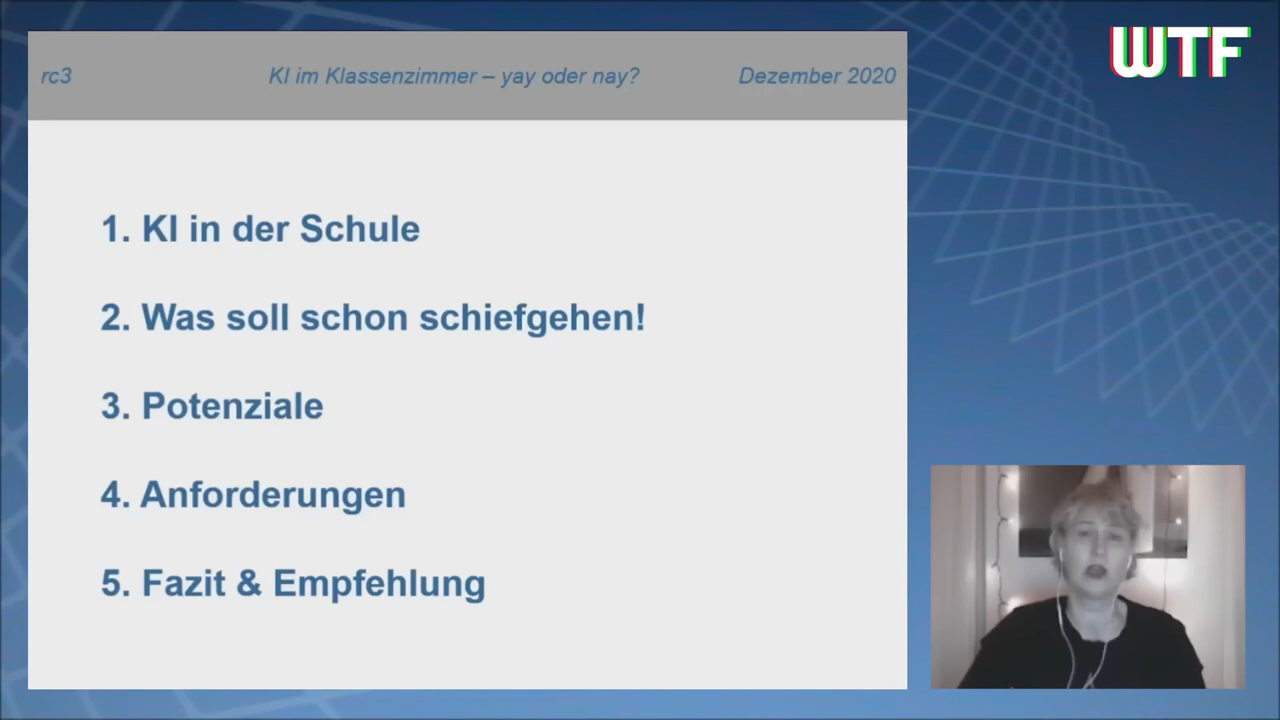 rc3
KI im Klassenzimmer – yay oder nay?
Dezember 2020
WTF
1. KI in der Schule
2. Was soll schon schiefgehen!
3. Potenziale
4. Anforderungen
5. Fazit & Empfehlung